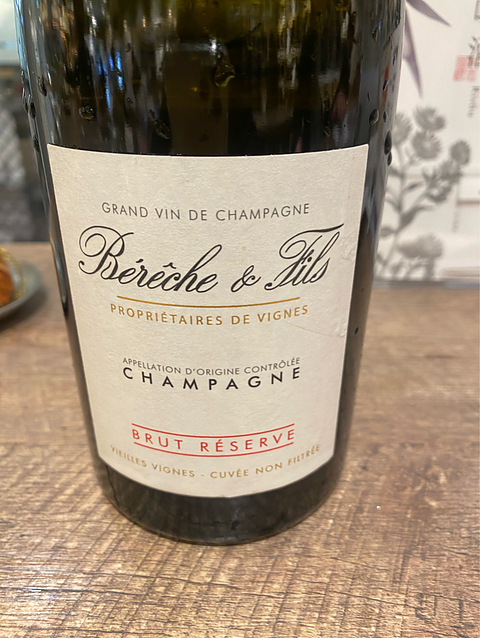 GRAND VIN DE CHAMPAGNE
Bérêche & Fils
PROPRIÉTAIRES DE VIGNES
APPELLATION D'ORIGINE CONTRÔLÉE
CHAMPAGNE
BRUT RÉSERVE
VIEILLES VIGNES - CUVÉE NON FILTRÉE